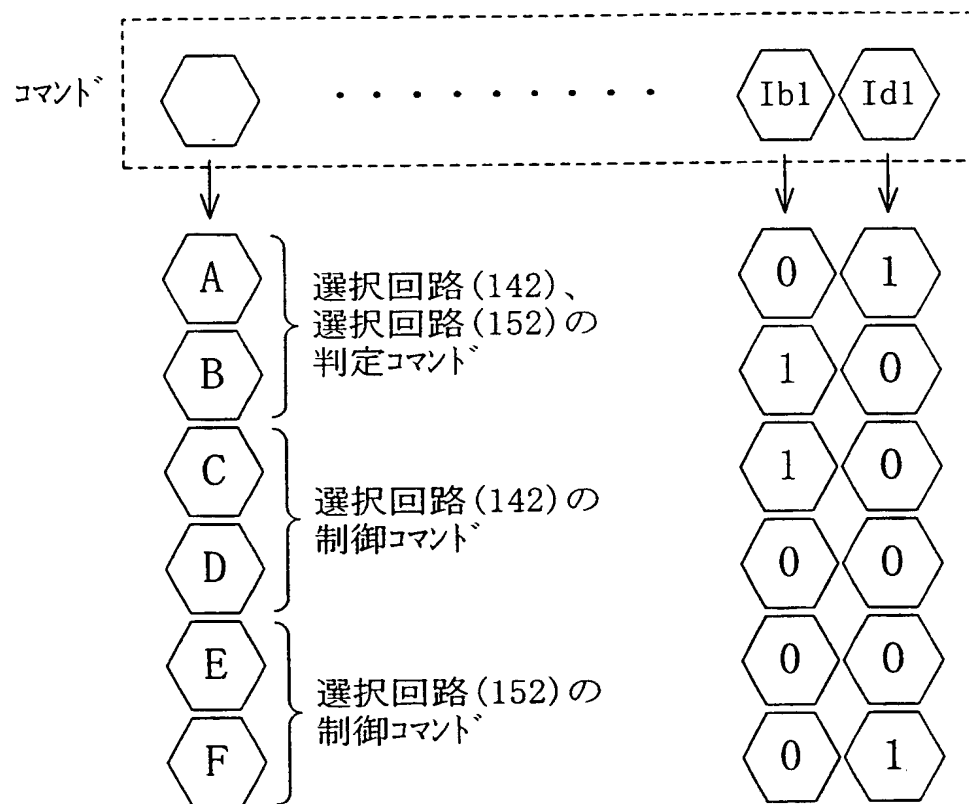 コマンド ・・・・・・・・・ Ib1 Id1
A 0 1
選択回路(142)、
選択回路(152)の
判定コマンド
B 1 0
C 1 0
選択回路(142)の
制御コマンド
D 0 0
E 0 0
選択回路(152)の
制御コマンド
F 0 1